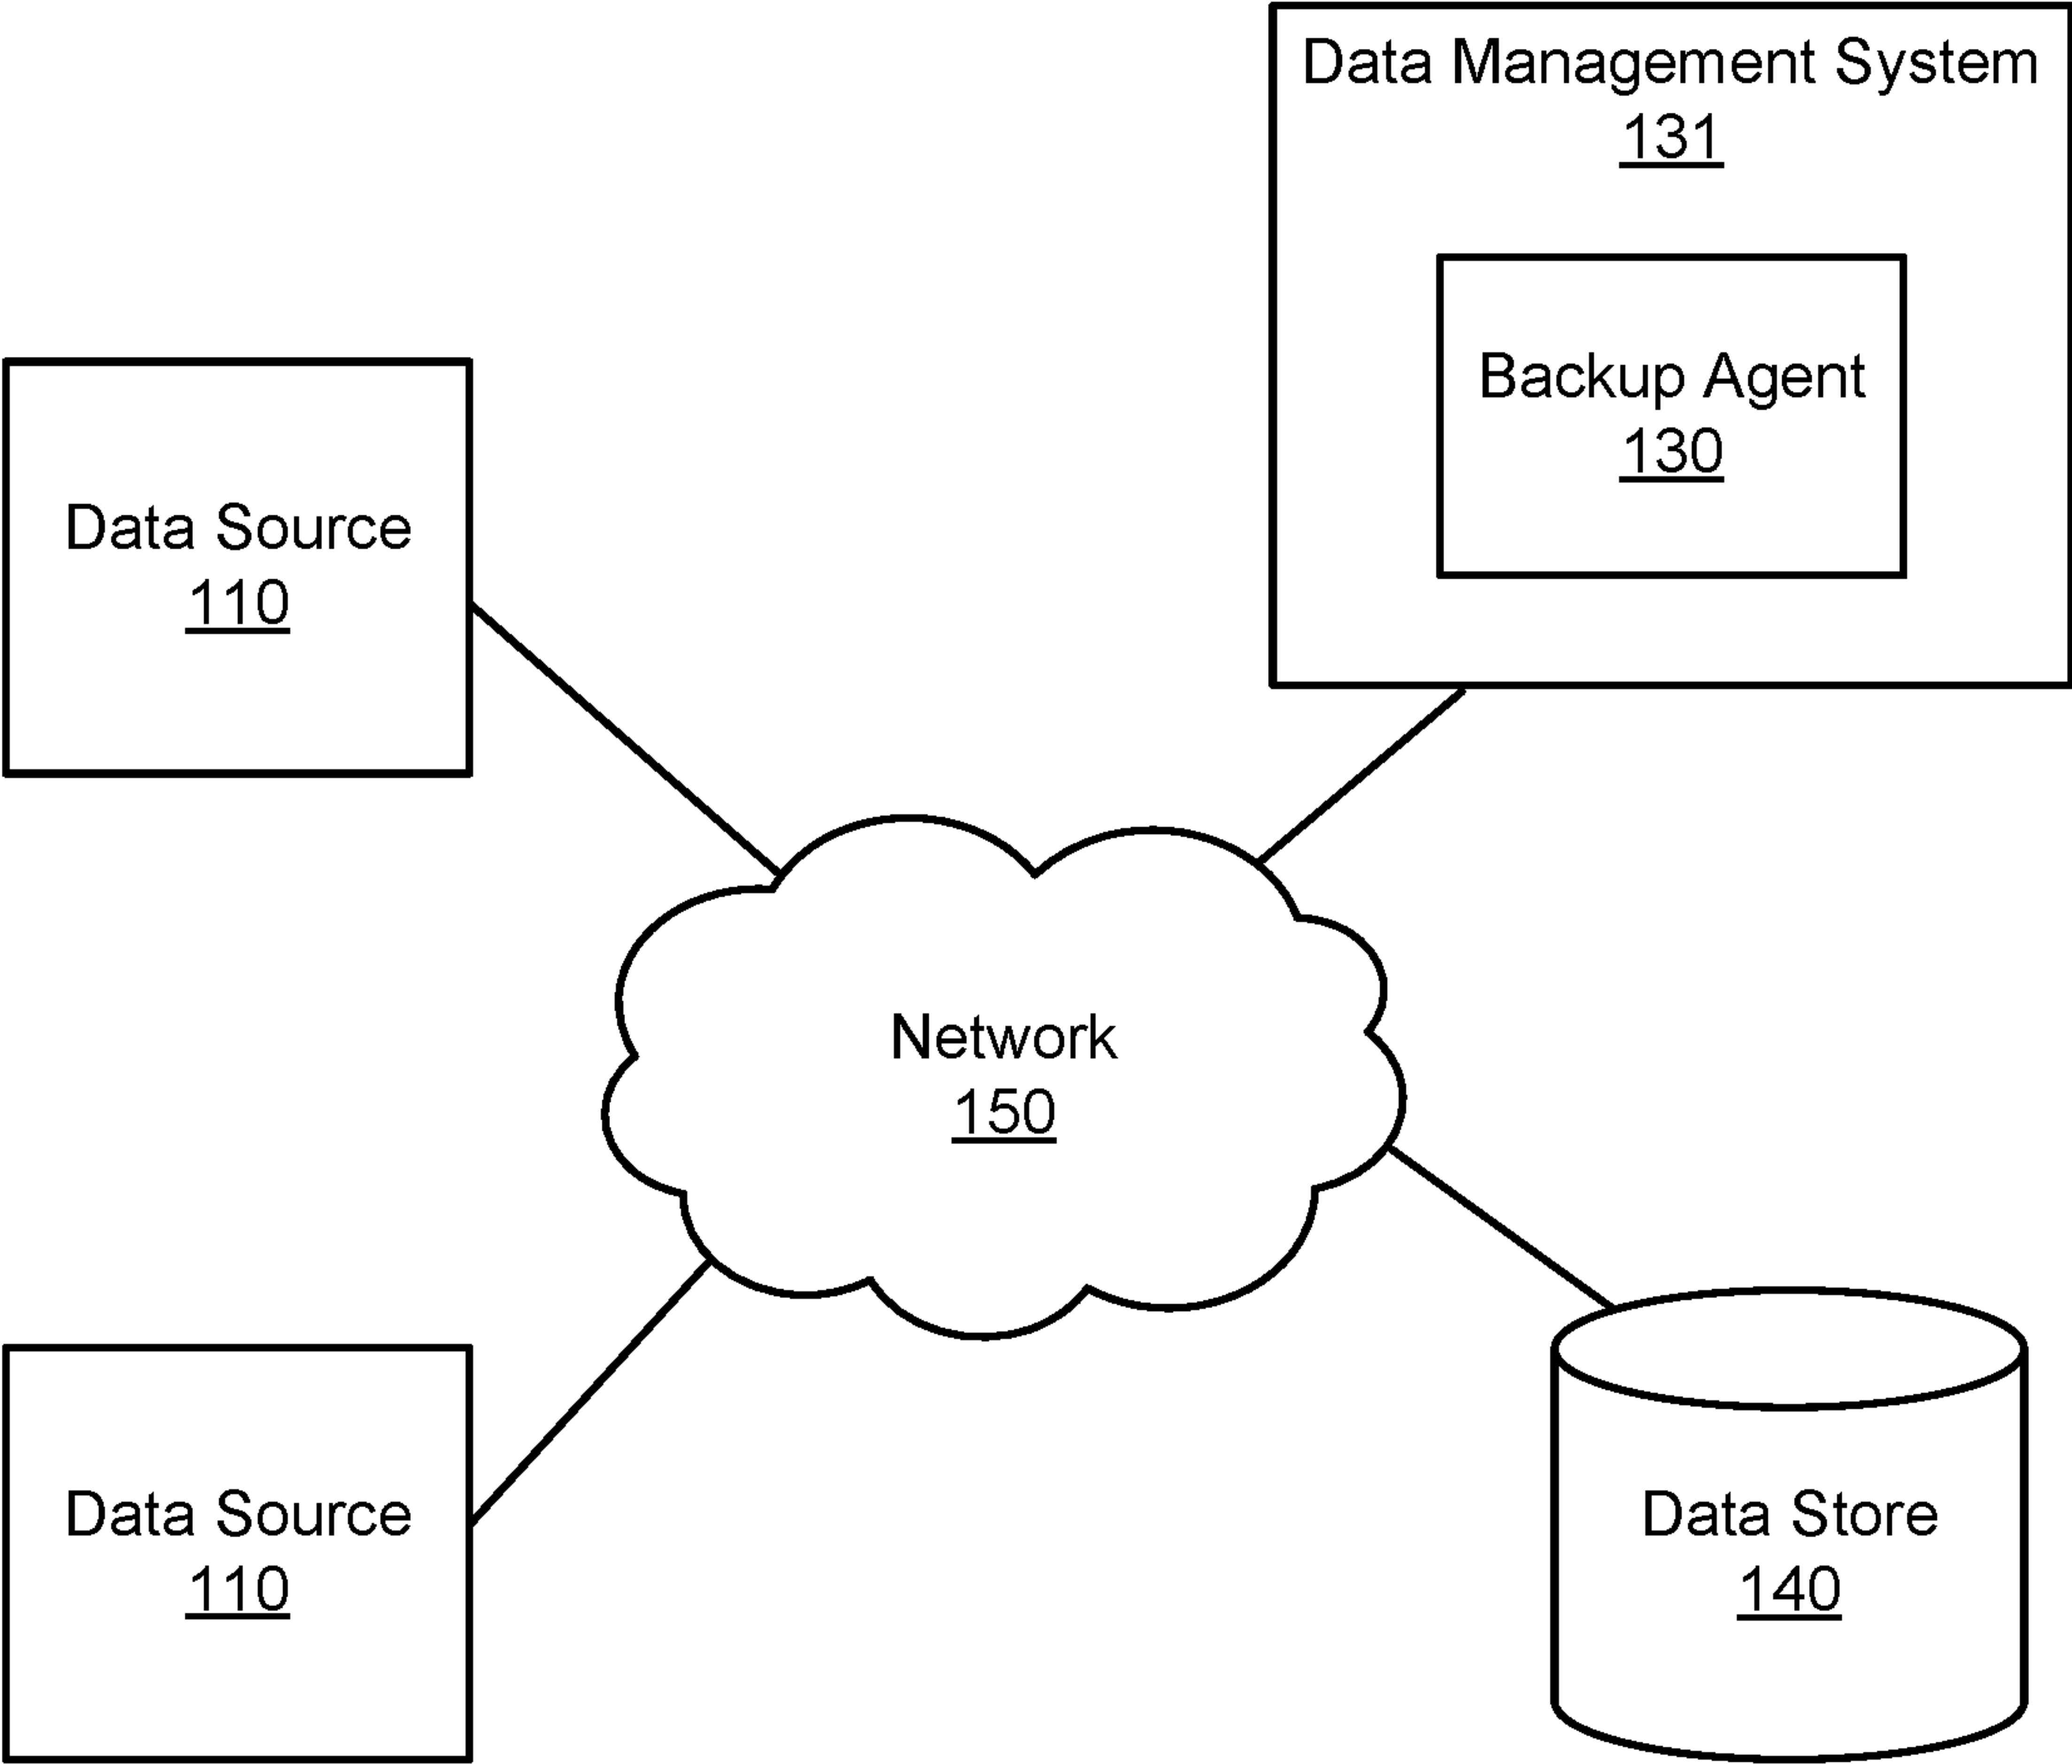 Data Management System
131
Backup Agent
130
Data Source
110
Network
150
Data Source
110
Data Store
140